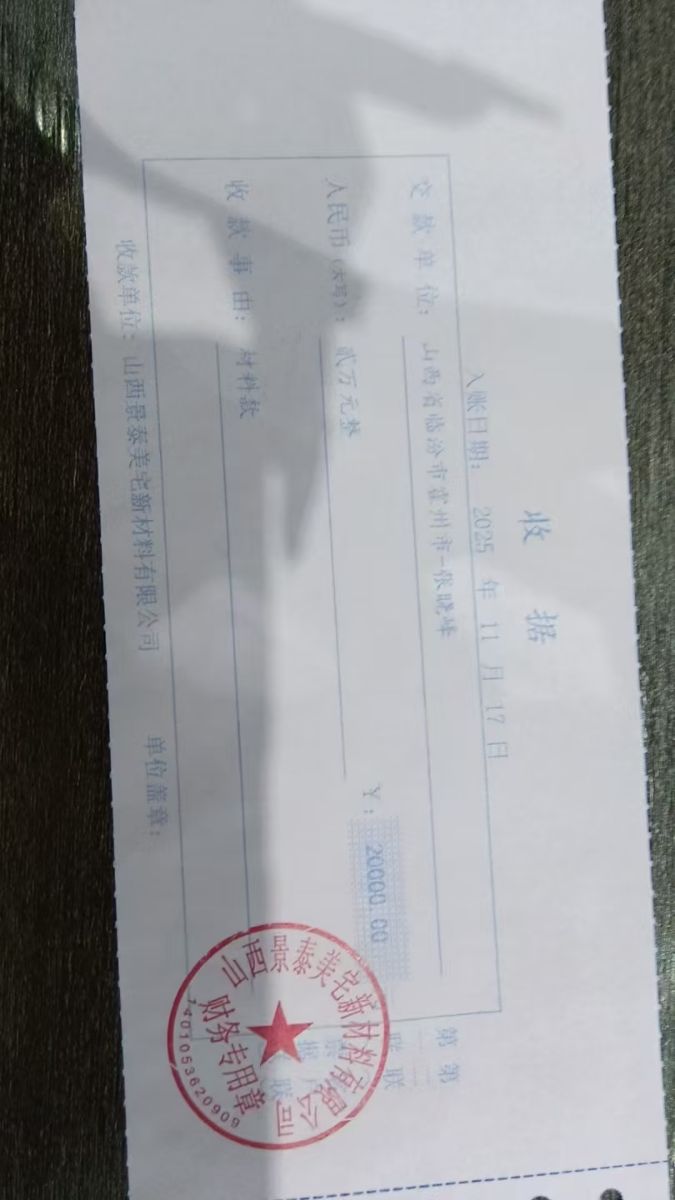 收 据
入账日期： 2025 年 11 月 17 日
交 款 单 位： 山西省临汾市霍州市-张晓峰
人民币（大写）： 贰万元整 ￥： 20000.00
收 款 事 由： 材料款
收款单位： 山西景泰美宅新材料有限公司 单位盖章：
第 联
第 联
山西景泰美宅新材料有限公司
财务专用章
1401053620909